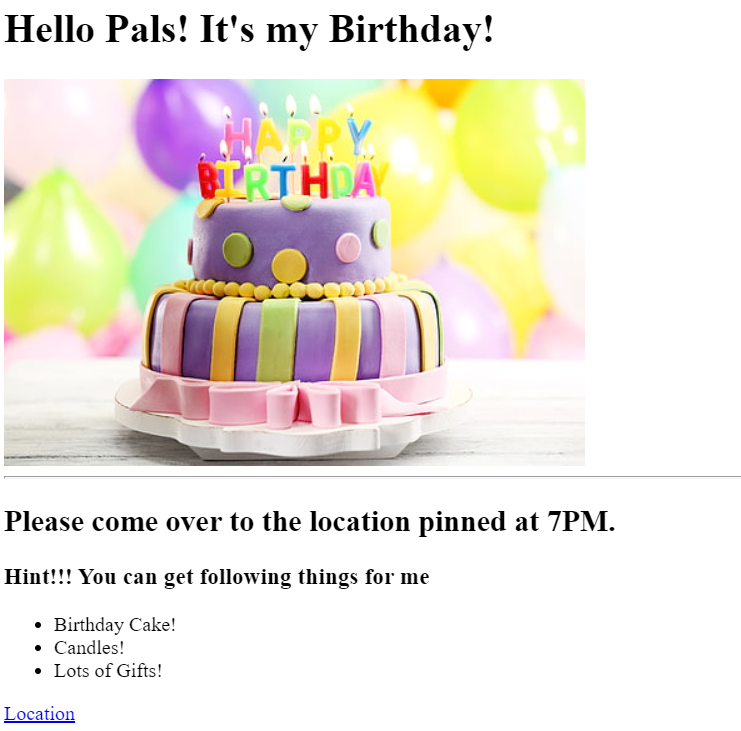 Hello Pals! It's my Birthday!
HAPPY
BIRTHDAY
Please come over to the location pinned at 7PM.
Hint!!! You can get following things for me
Birthday Cake!
Candles!
Lots of Gifts!
Location